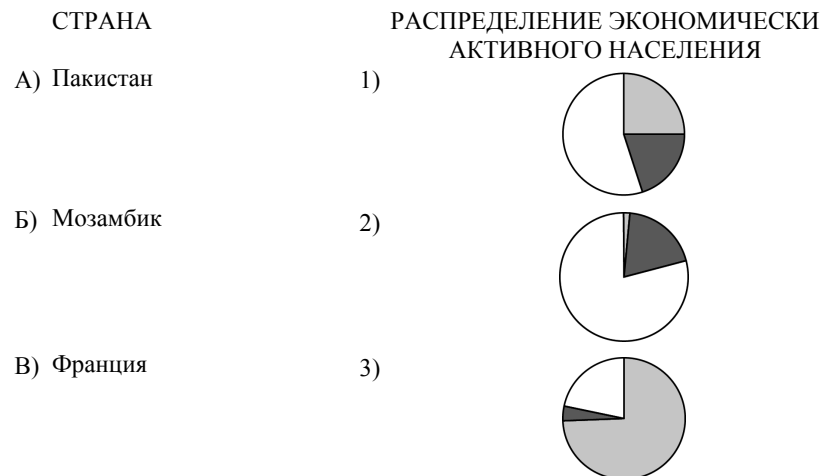 СТРАНА
РАСПРЕДЕЛЕНИЕ ЭКОНОМИЧЕСКИ
АКТИВНОГО НАСЕЛЕНИЯ
А) Пакистан
1)
Б) Мозамбик
2)
В) Франция
3)